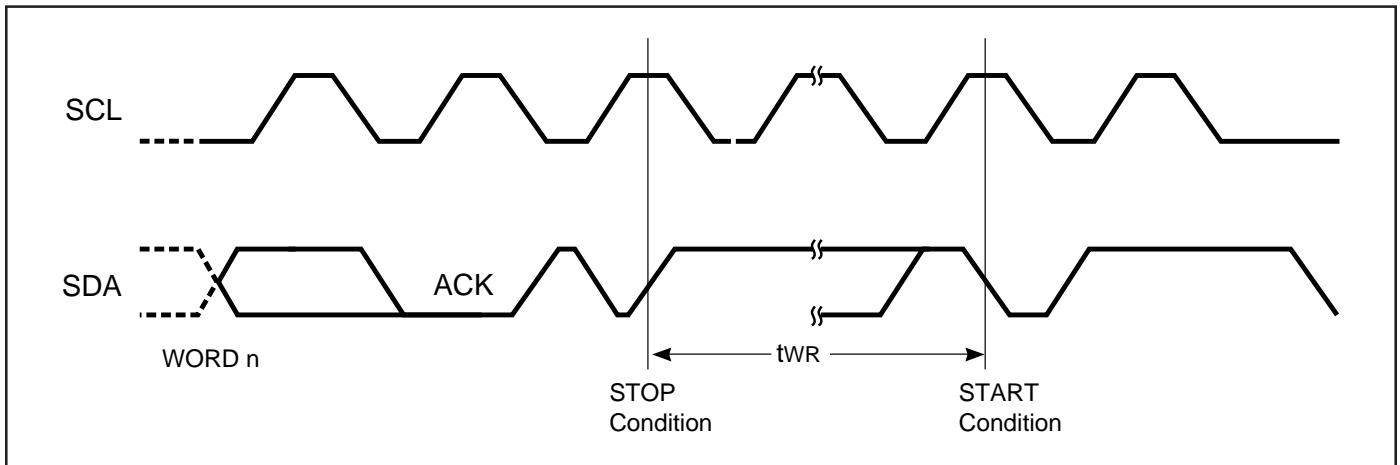 SCL
SDA
ACK
WORD n
tWR
STOP
Condition
START
Condition